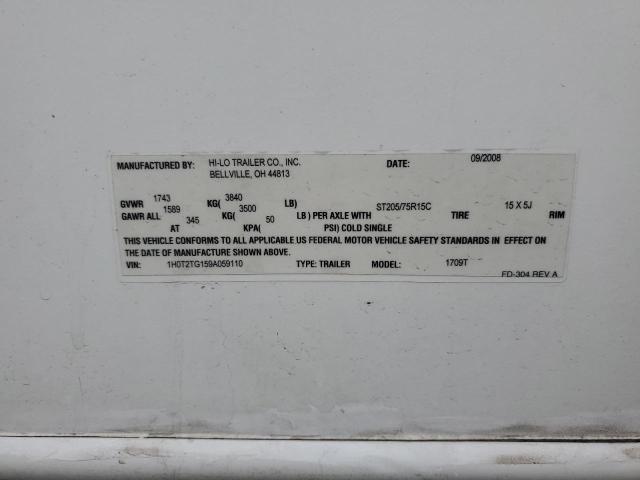 MANUFACTURED BY: HI-LO TRAILER CO., INC. DATE: 09/2008
BELLVILLE, OH 44813
GVWR 1743 KG( 3840 LB)
GAWR ALL 1589 KG( 3500 LB) PER AXLE WITH ST205/75R15C TIRE 15 X 5J RIM
AT 345 KPA( 50 PSI) COLD SINGLE
THIS VEHICLE CONFORMS TO ALL APPLICABLE US FEDERAL MOTOR VEHICLE SAFETY STANDARDS IN EFFECT ON
THE DATE OF MANUFACTURE SHOWN ABOVE.
VIN: 1H0T2TG159A059110 TYPE: TRAILER MODEL: 1709T
FD-304 REV A